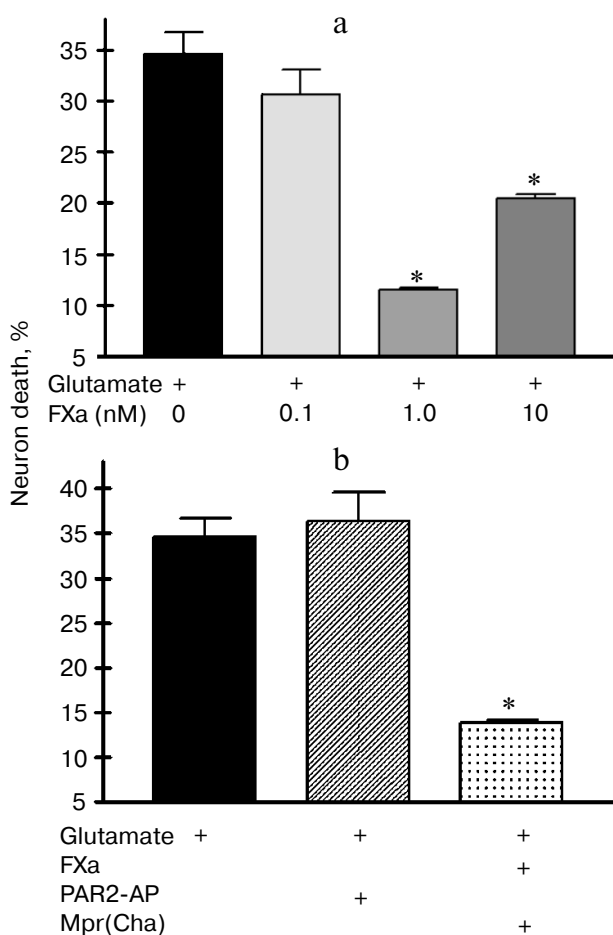 a
35
30
25
20
15
10
5
* *
Glutamate + + + +
FXa (nM) 0 0.1 1.0 10
Neuron death, %
b
40
35
30
25
20
15
10
5
*
Glutamate + + +
FXa +
PAR2-AP +
Mpr(Cha) +